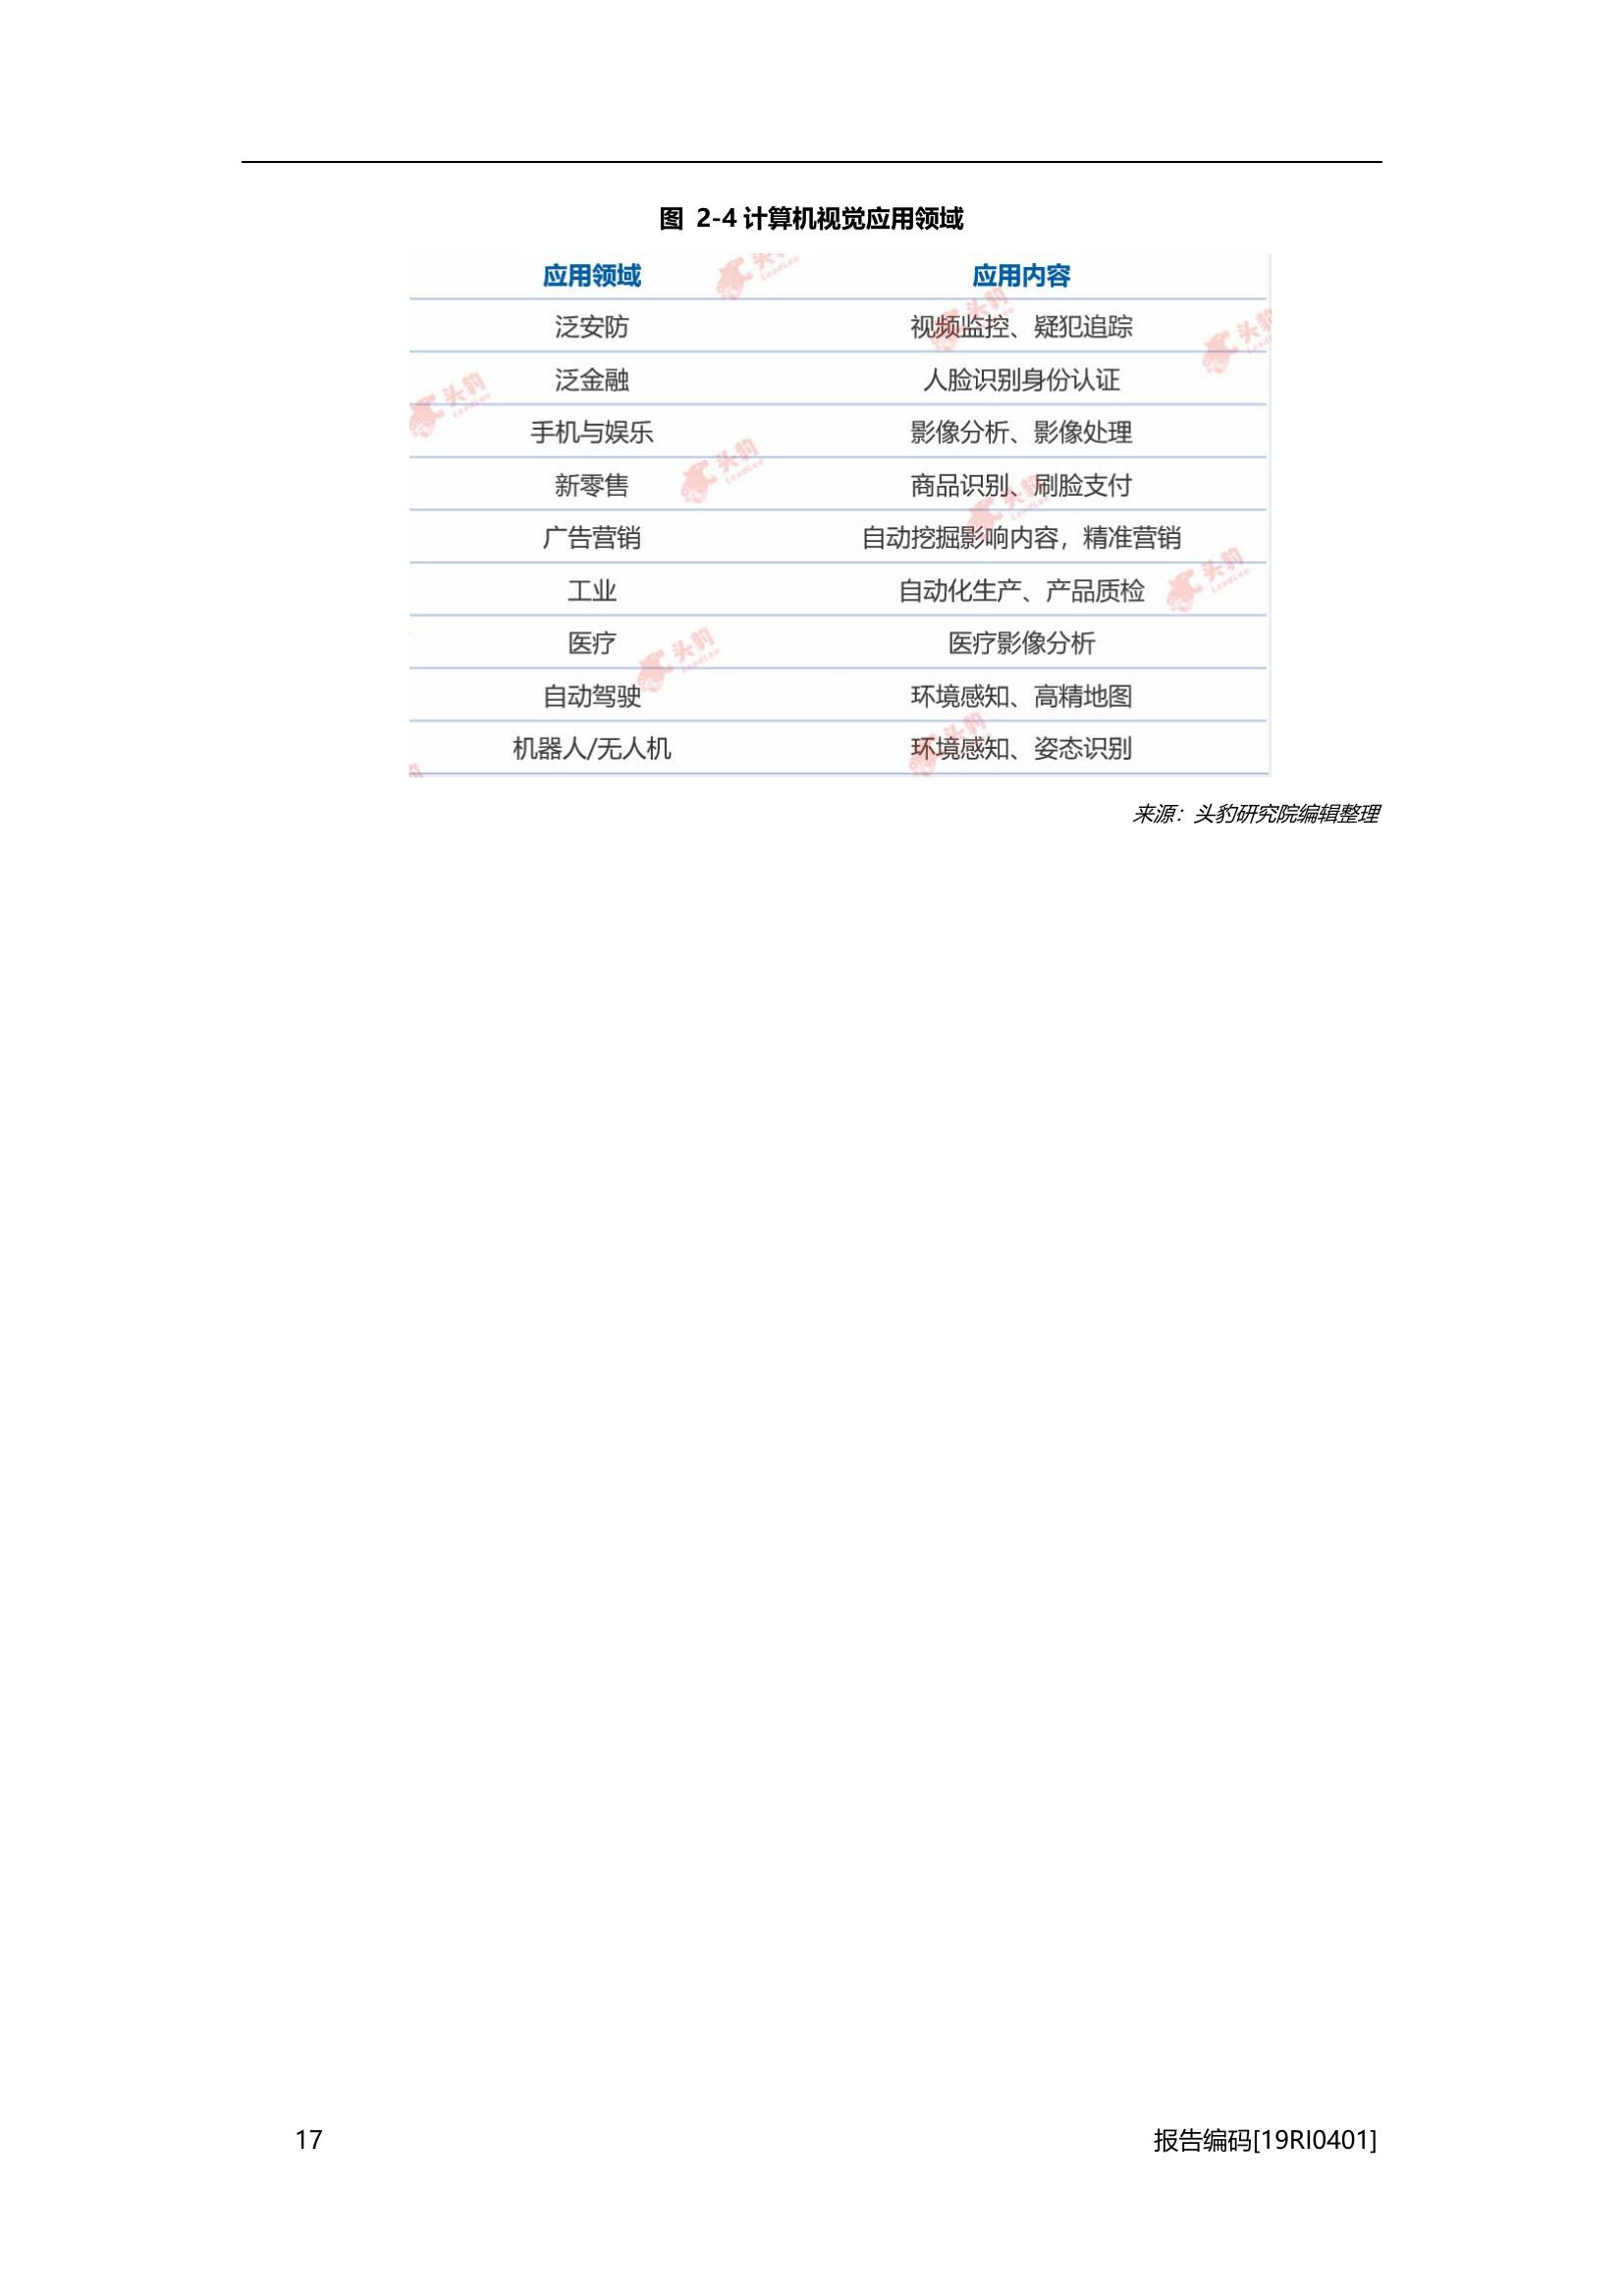 图 2-4 计算机视觉应用领域
应用领域 应用内容
泛安防 视频监控、疑犯追踪
泛金融 人脸识别身份认证
手机与娱乐 影像分析、影像处理
新零售 商品识别、刷脸支付
广告营销 自动挖掘影响内容，精准营销
工业 自动化生产、产品质检
医疗 医疗影像分析
自动驾驶 环境感知、高精地图
机器人/无人机 环境感知、姿态识别
头豹
LeadLeo
来源：头豹研究院编辑整理
17 报告编码[19RI0401]